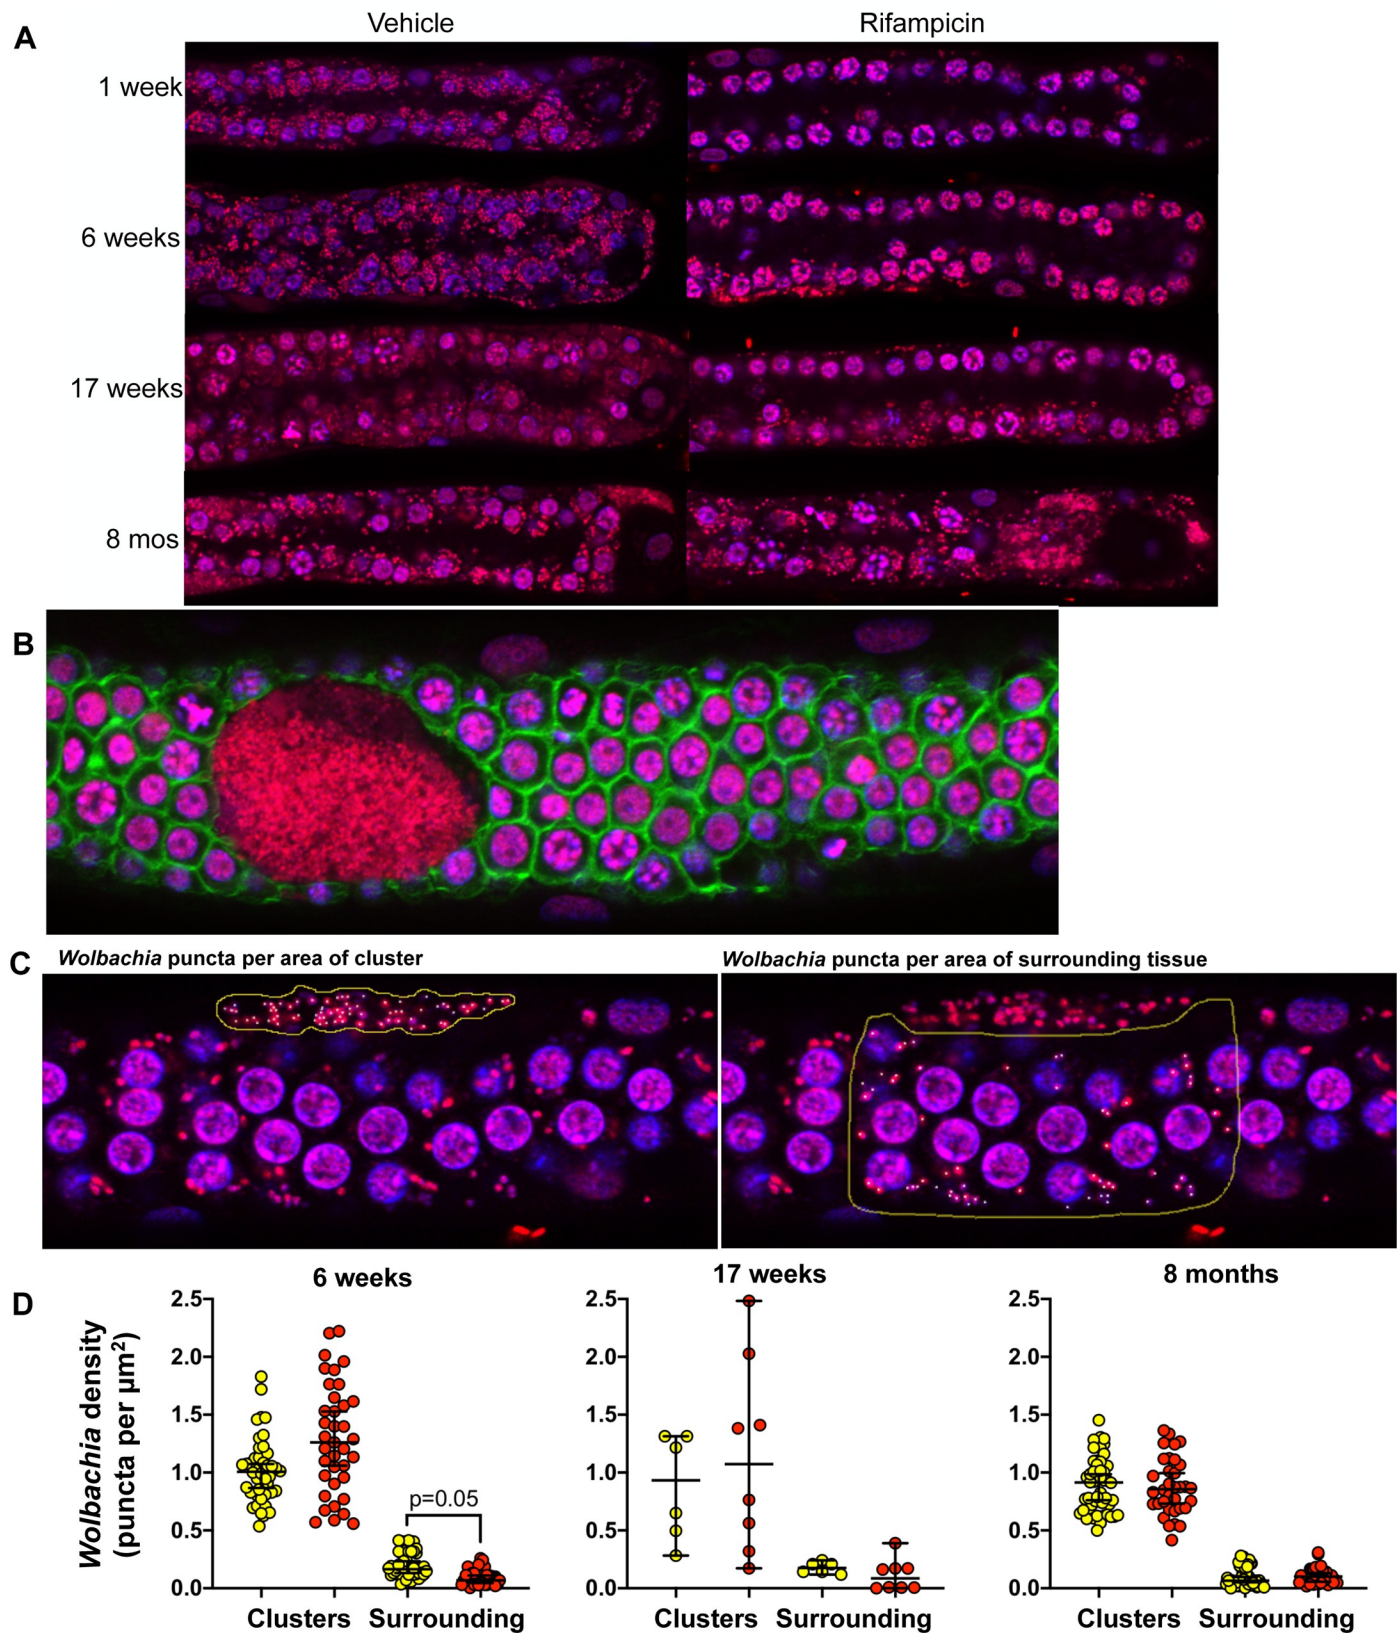 A
Vehicle
Rifampicin
1 week
6 weeks
17 weeks
8 mos
B
C
Wolbachia puncta per area of cluster
Wolbachia puncta per area of surrounding tissue
D
6 weeks
17 weeks
8 months
Wolbachia density
(puncta per µm²)
2.5
2.0
1.5
1.0
0.5
0.0
p=0.05
Clusters Surrounding
2.5
2.0
1.5
1.0
0.5
0.0
Clusters Surrounding
2.5
2.0
1.5
1.0
0.5
0.0
Clusters Surrounding